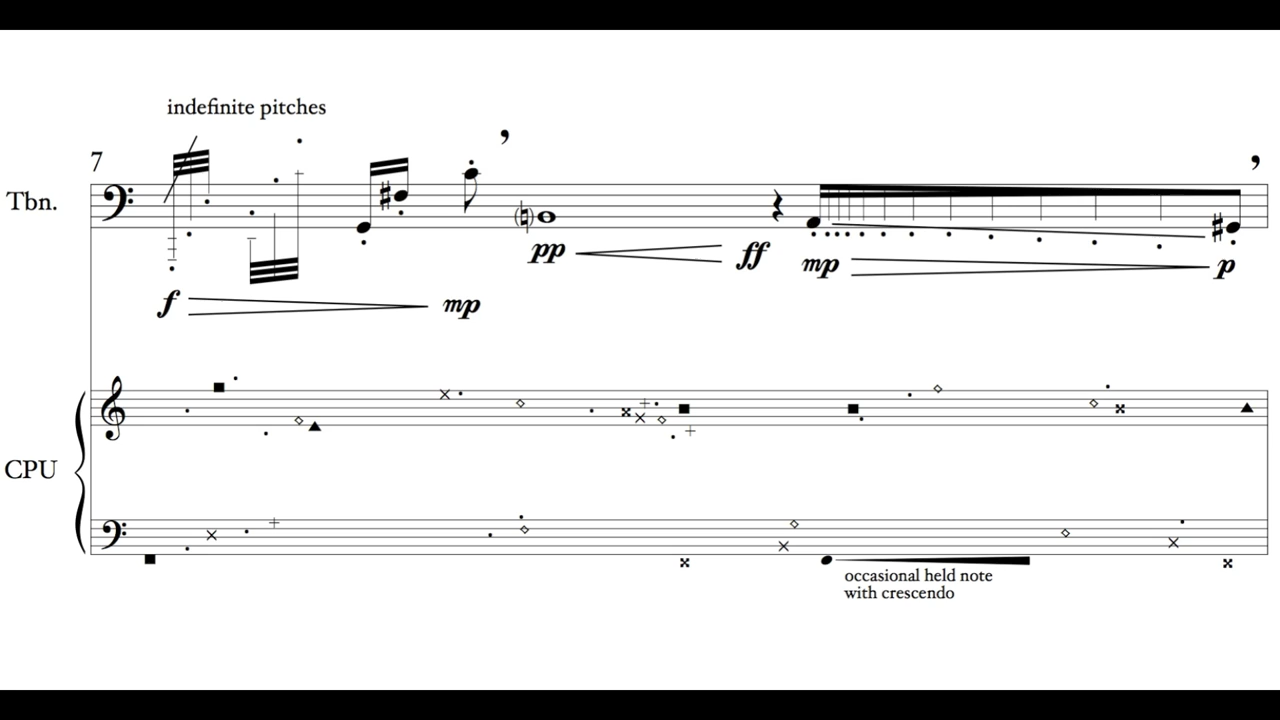 indefinite pitches
7
Tbn.
pp
ff
mp
p
f
mp
CPU
occasional held note
with crescendo